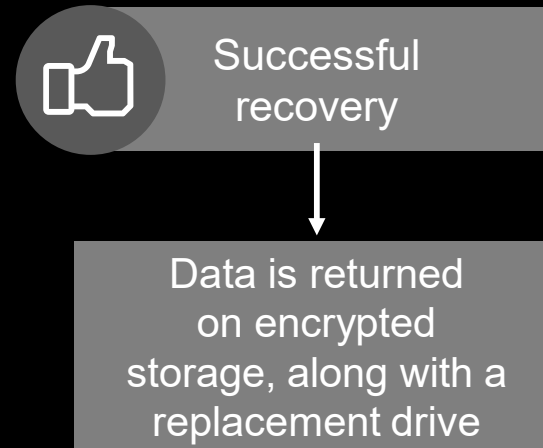 Successful
recovery
Data is returned
on encrypted
storage, along with a
replacement drive